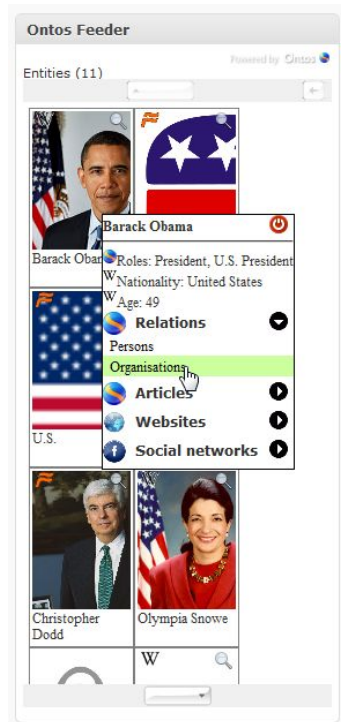 Ontos Feeder
Powered by Ontos
Entities (11)
Barack Obam
Barack Obama
Roles: President, U.S. President
W Nationality: United States
W Age: 49
Relations
Persons
Organisations
Articles
Websites
f Social networks
U.S.
W
Christopher
Dodd
Olympia Snowe
W